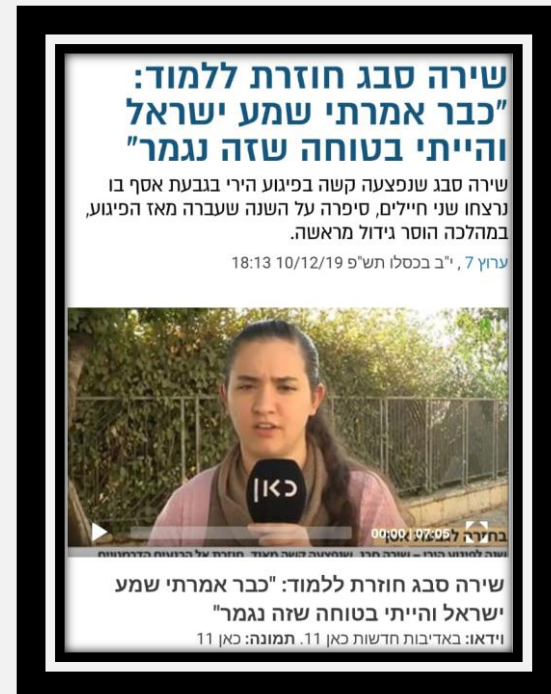 שירה סבג חוזרת ללמוד:
"כבר אמרתי שמע ישראל
והייתי בטוחה שזה נגמר"
שירה סבג שנפצעה קשה בפיגוע הירי בגבעת אסף בו
נרצחו שני חיילים, סיפרה על השנה שעברה מאז הפיגוע,
במהלכה הוסר גידול מראשה.
ערוץ 7, י"ב בכסלו תש"פ 10/12/19 18:13
כאן
00:00 | 07:05
שירה סבג חוזרת ללמוד: "כבר אמרתי שמע
ישראל והייתי בטוחה שזה נגמר"
וידאו: באדיבות חדשות כאן 11. תמונה: כאן 11